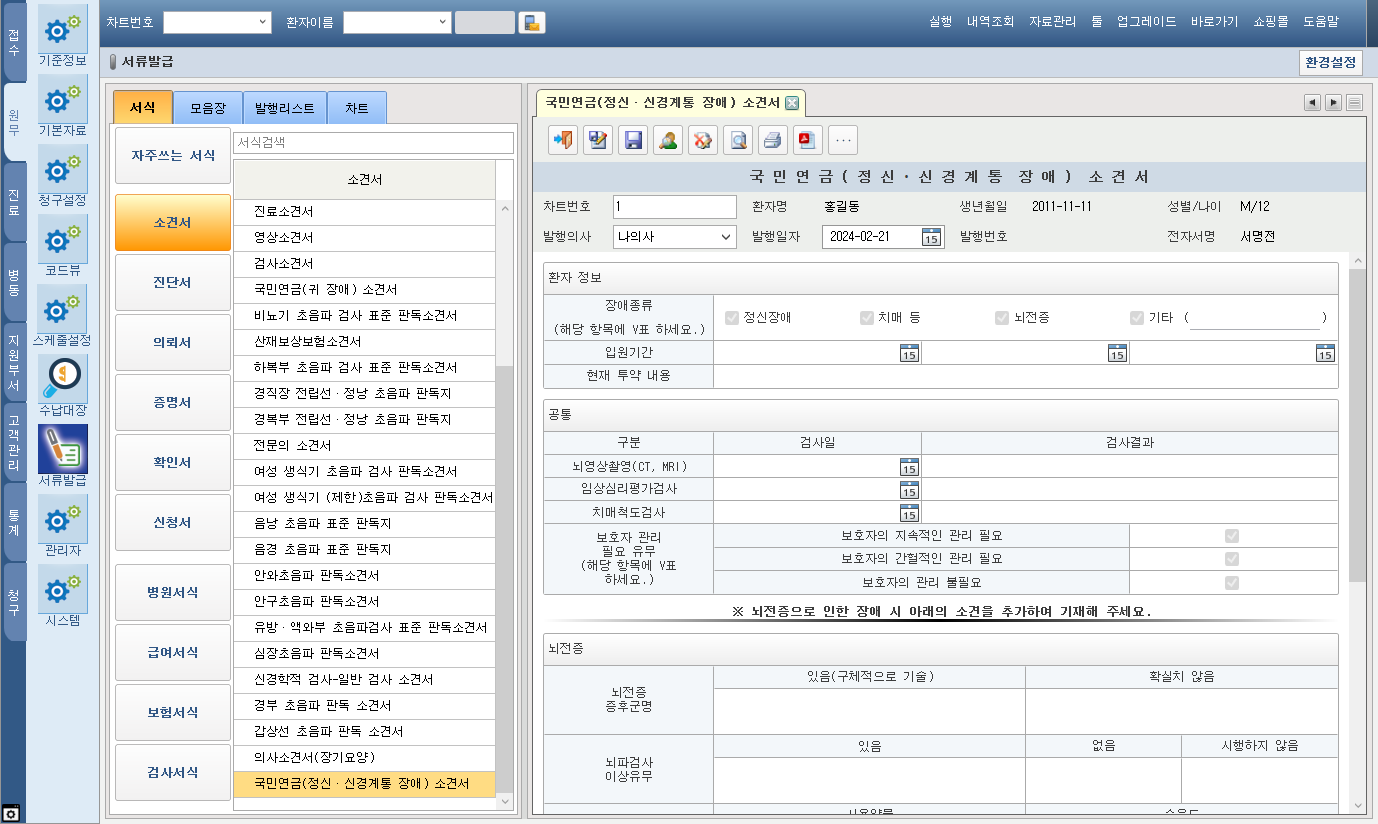 차트번호 환자이름 실행 내역조회 자료관리 툴 업그레이드 바로가기 쇼핑몰 도움말
접수
원무
진료
병동
지원부서
고객관리
통계
청구
기준정보
기본자료
청구설정
코드뷰
스케줄설정
수납대장
서류발급
관리자
시스템
서류발급 환경설정
서식 모음장 발행리스트 차트
자주쓰는 서식
소견서
진단서
의뢰서
증명서
확인서
신청서
병원서식
급여서식
보험서식
검사서식
서식검색
소견서
진료소견서
영상소견서
검사소견서
국민연금(귀 장애) 소견서
비뇨기 초음파 검사 표준 판독소견서
산재보상보험소견서
하복부 초음파 검사 표준 판독소견서
경직장 전립선·정낭 초음파 판독지
경복부 전립선·정낭 초음파 판독지
전문의 소견서
여성 생식기 초음파 검사 판독소견서
여성 생식기 (제한)초음파 검사 판독소견서
음낭 초음파 표준 판독지
음경 초음파 표준 판독지
안와초음파 판독소견서
안구초음파 판독소견서
유방·액와부 초음파검사 표준 판독소견서
심장초음파 판독소견서
신경학적 검사-일반 검사 소견서
경부 초음파 판독 소견서
갑상선 초음파 판독 소견서
의사소견서(장기요양)
국민연금(정신·신경계통 장애) 소견서
국민연금(정신·신경계통 장애) 소견서
...
국민연금(정신·신경계통 장애) 소견서
차트번호 1 환자명 홍길동 생년월일 2011-11-11 성별/나이 M/12
발행의사 나의사 발행일자 2024-02-21 15 발행번호 전자서명 서명전
환자 정보
장애종류
(해당 항목에 V표 하세요.)
정신장애 치매 등 뇌전증 기타 ( )
입원기간 15 15 15
현재 투약 내용
공통
구분 검사일 검사결과
뇌영상촬영(CT, MRI) 15
임상심리평가검사 15
치매척도검사 15
보호자 관리
필요 유무
(해당 항목에 V표
하세요.)
보호자의 지속적인 관리 필요
보호자의 간헐적인 관리 필요
보호자의 관리 불필요
※ 뇌전증으로 인한 장애 시 아래의 소견을 추가하여 기재해 주세요.
뇌전증
뇌전증
증후군명
있음(구체적으로 기술) 확실치 않음
뇌파검사
이상유무
있음 없음 시행하지 않음